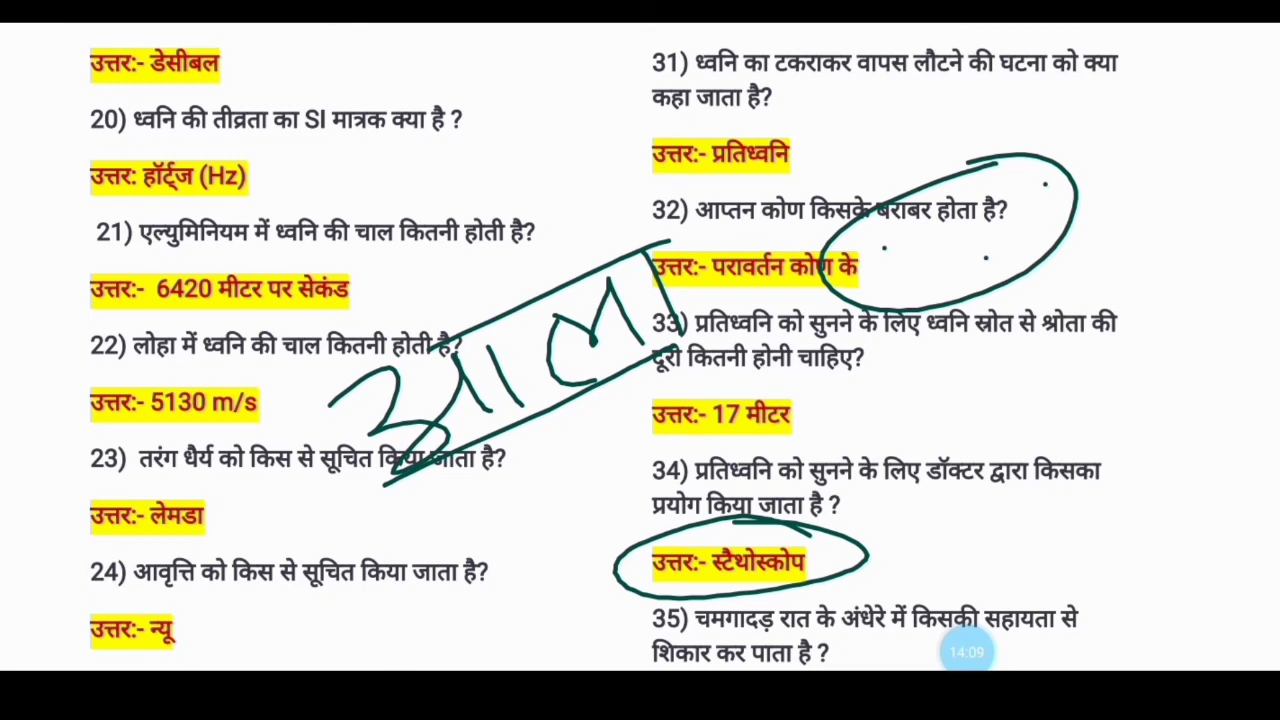 उत्तर:- डेसीबल
20) ध्वनि की तीव्रता का SI मात्रक क्या है ?
उत्तर: हॉर्ट्ज (Hz)
21) एल्युमिनियम में ध्वनि की चाल कितनी होती है?
उत्तर:- 6420 मीटर पर सेकंड
22) लोहा में ध्वनि की चाल कितनी होती है?
उत्तर:- 5130 m/s
23) तरंग धैर्य को किस से सूचित किया जाता है?
उत्तर:- लेमडा
24) आवृत्ति को किस से सूचित किया जाता है?
उत्तर:- न्यू
आला
31) ध्वनि का टकराकर वापस लौटने की घटना को क्या
कहा जाता है?
उत्तर:- प्रतिध्वनि
32) आप्तन कोण किसके बराबर होता है?
उत्तर:- परावर्तन कोण के
33) प्रतिध्वनि को सुनने के लिए ध्वनि स्रोत से श्रोता की
दूरी कितनी होनी चाहिए?
उत्तर:- 17 मीटर
34) प्रतिध्वनि को सुनने के लिए डॉक्टर द्वारा किसका
प्रयोग किया जाता है ?
उत्तर:- स्टैथोस्कोप
35) चमगादड़ रात के अंधेरे में किसकी सहायता से
शिकार कर पाता है ?
14:09